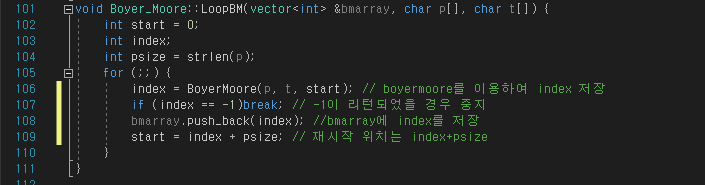 101 void Boyer_Moore::LoopBM(vector<int> &bmarray, char p[], char t[]) {
102 int start = 0;
103 int index;
104 int psize = strlen(p);
105 for (;;) {
106 index = BoyerMoore(p, t, start); // boyermoore를 이용하여 index 저장
107 if (index == -1)break; // -1이 리턴되었을 경우 중지
108 bmarray.push_back(index); //bmarray에 index를 저장
109 start = index + psize; // 재시작 위치는 index+psize
110 }
111 }
112